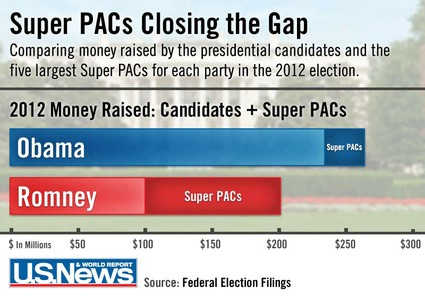 Super PACs Closing the Gap
Comparing money raised by the presidential candidates and the
five largest Super PACs for each party in the 2012 election.
2012 Money Raised: Candidates + Super PACs
Obama Super PACs
Romney Super PACs
$ In Millions $50 $100 $150 $200 $250 $300
U.S.News
& WORLD REPORT
Source: Federal Election Filings